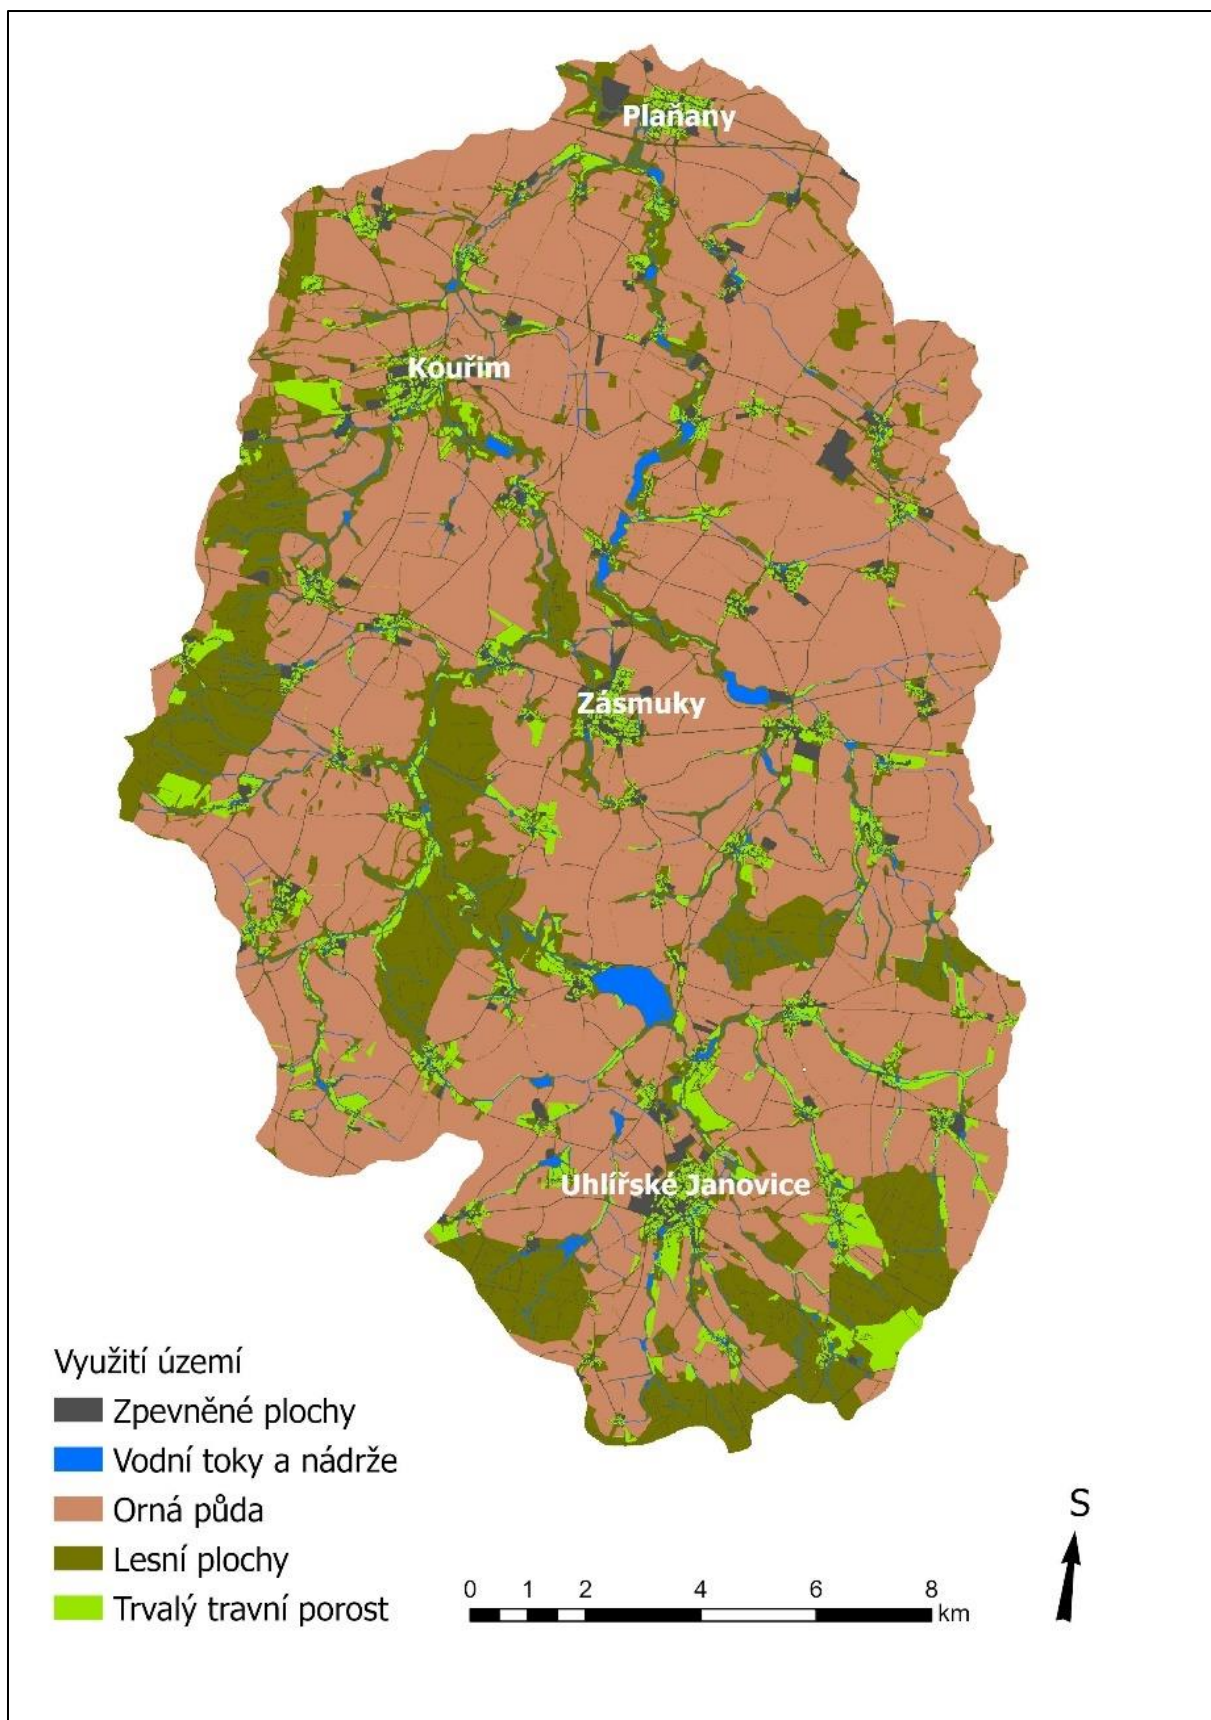 Plaňany
Kouřim
Zásmuky
Uhlířské Janovice
Využití území
Zpevněné plochy
Vodní toky a nádrže
Orná půda
Lesní plochy
Trvalý travní porost
0 1 2 4 6 8
km
S